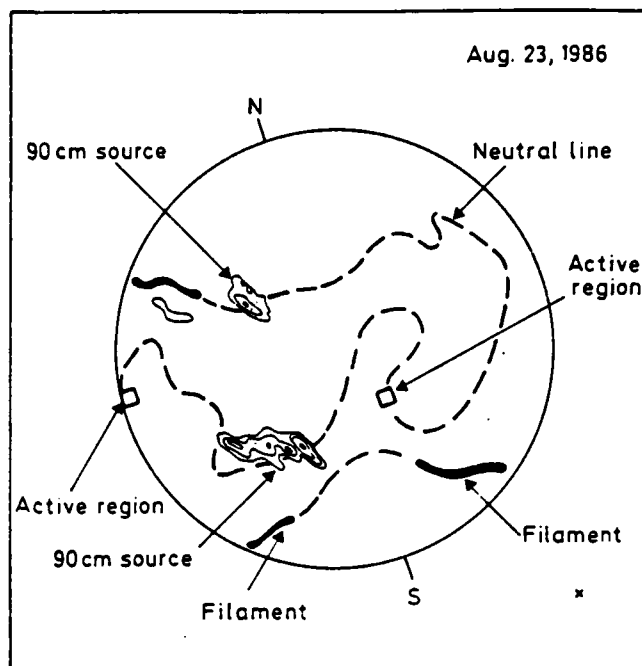 Aug. 23, 1986
N
90 cm source
Neutral line
Active
region
Active region
90 cm source
Filament
Filament
S
x